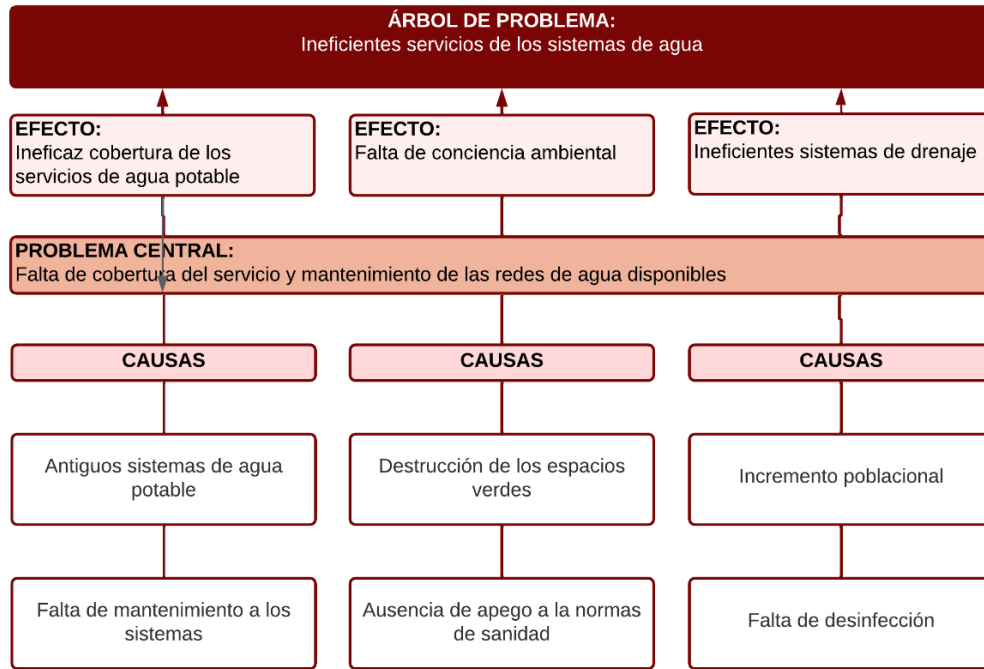 ÁRBOL DE PROBLEMA:
Ineficientes servicios de los sistemas de agua
EFECTO:
Ineficaz cobertura de los
servicios de agua potable
EFECTO:
Falta de conciencia ambiental
EFECTO:
Ineficientes sistemas de drenaje
PROBLEMA CENTRAL:
Falta de cobertura del servicio y mantenimiento de las redes de agua disponibles
CAUSAS
CAUSAS
CAUSAS
Antiguos sistemas de agua
potable
Destrucción de los espacios
verdes
Incremento poblacional
Falta de mantenimiento a los
sistemas
Ausencia de apego a la normas
de sanidad
Falta de desinfección